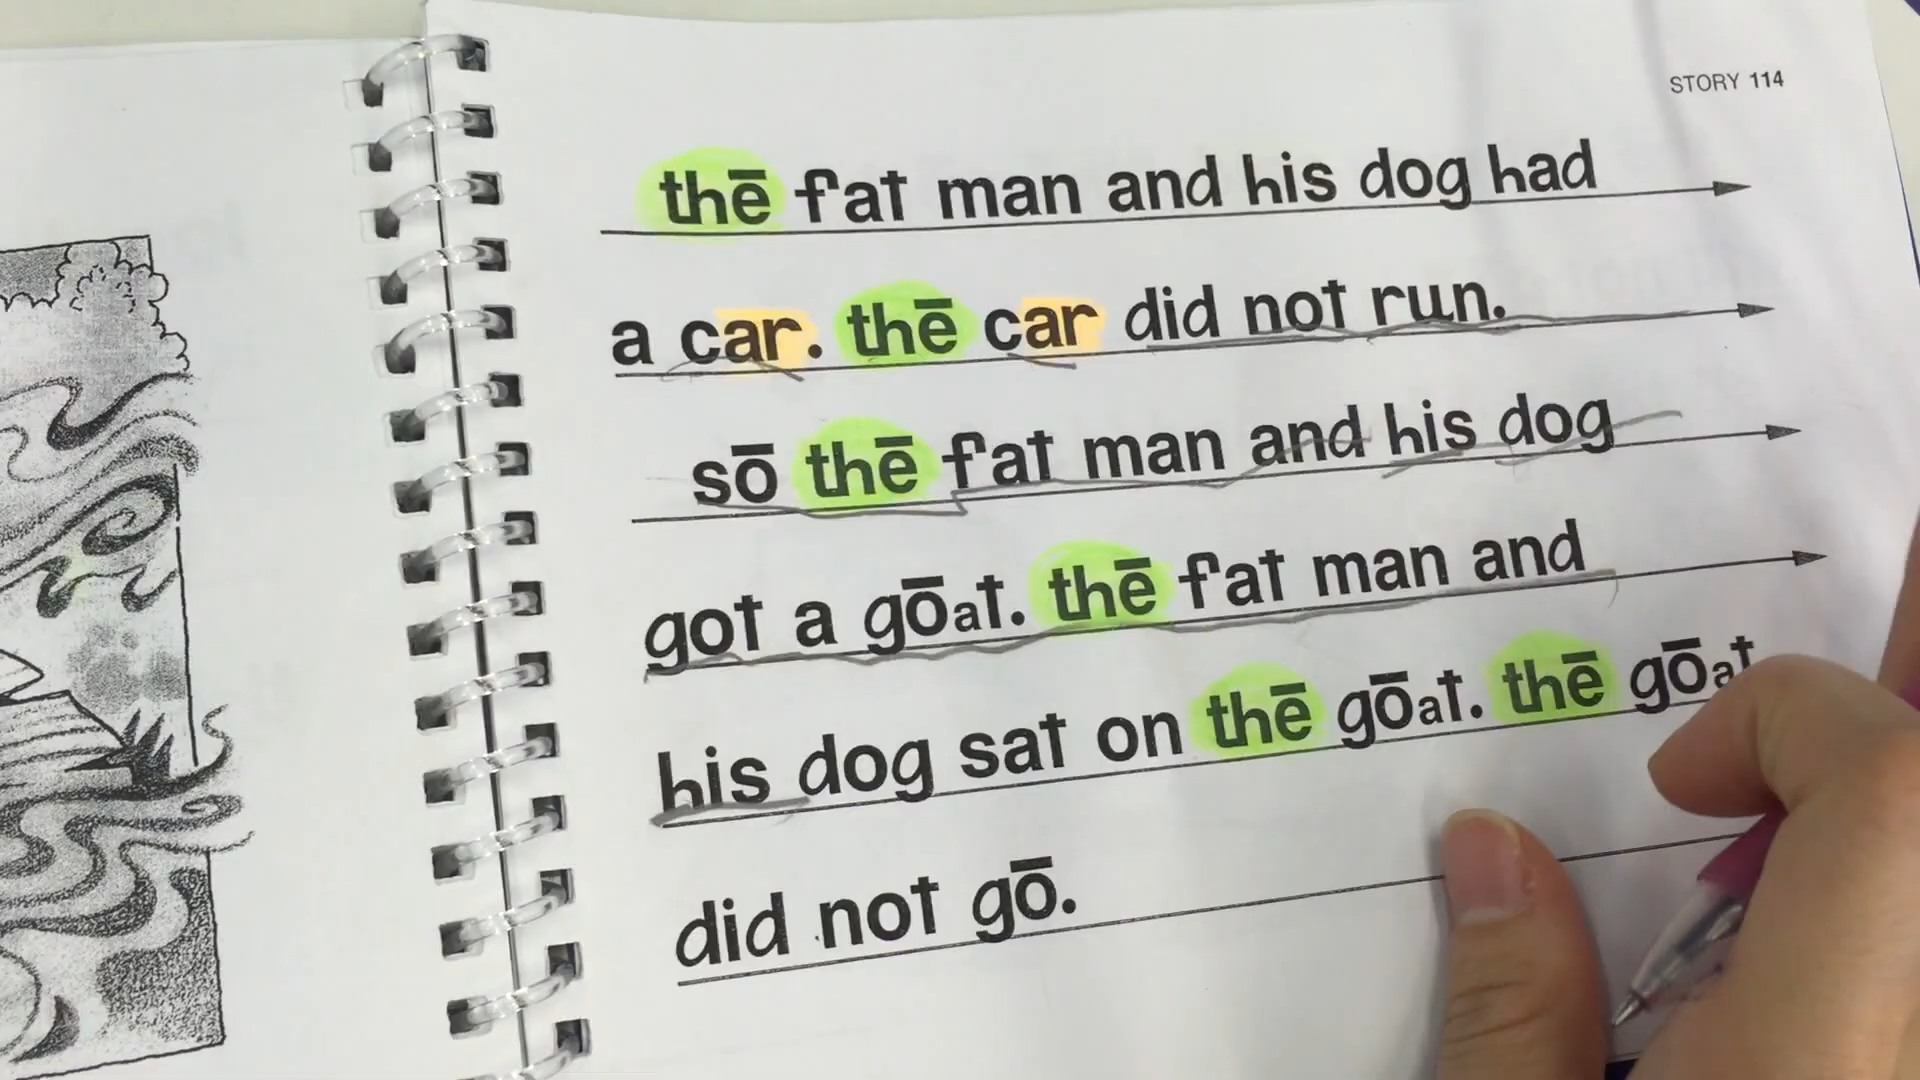 STORY 114
thē fat man and his dog had
a car. thē car did not run.
sō thē fat man and his dog
got a gōat. thē fat man and
his dog sat on thē gōat. thē gōat
did not gō.